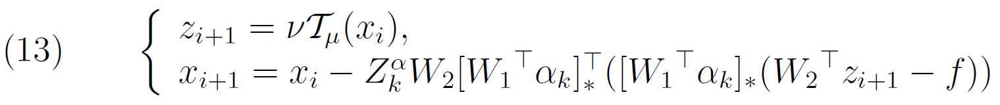 (13) { z_{i+1} = ν𝒯_μ(x_i),
x_{i+1} = x_i − Z_k^α W_2[W_1^⊤ α_k]_*^⊤([W_1^⊤ α_k]_*(W_2^⊤ z_{i+1} − f))